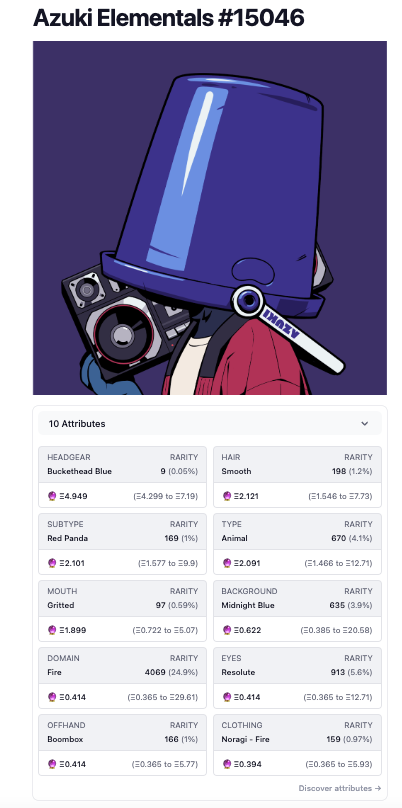 Azuki Elementals #15046
AZUKI
10 Attributes
HEADGEAR RARITY
Buckethead Blue 9 (0.05%)
Ξ4.949 (Ξ4.299 to Ξ7.19)
HAIR RARITY
Smooth 198 (1.2%)
Ξ2.121 (Ξ1.546 to Ξ7.73)
SUBTYPE RARITY
Red Panda 169 (1%)
Ξ2.101 (Ξ1.577 to Ξ9.9)
TYPE RARITY
Animal 670 (4.1%)
Ξ2.091 (Ξ1.466 to Ξ12.71)
MOUTH RARITY
Gritted 97 (0.59%)
Ξ1.899 (Ξ0.722 to Ξ5.07)
BACKGROUND RARITY
Midnight Blue 635 (3.9%)
Ξ0.622 (Ξ0.385 to Ξ20.58)
DOMAIN RARITY
Fire 4069 (24.9%)
Ξ0.414 (Ξ0.365 to Ξ29.61)
EYES RARITY
Resolute 913 (5.6%)
Ξ0.414 (Ξ0.365 to Ξ12.71)
OFFHAND RARITY
Boombox 166 (1%)
Ξ0.414 (Ξ0.365 to Ξ5.77)
CLOTHING RARITY
Noragi - Fire 159 (0.97%)
Ξ0.394 (Ξ0.365 to Ξ5.93)
Discover attributes →